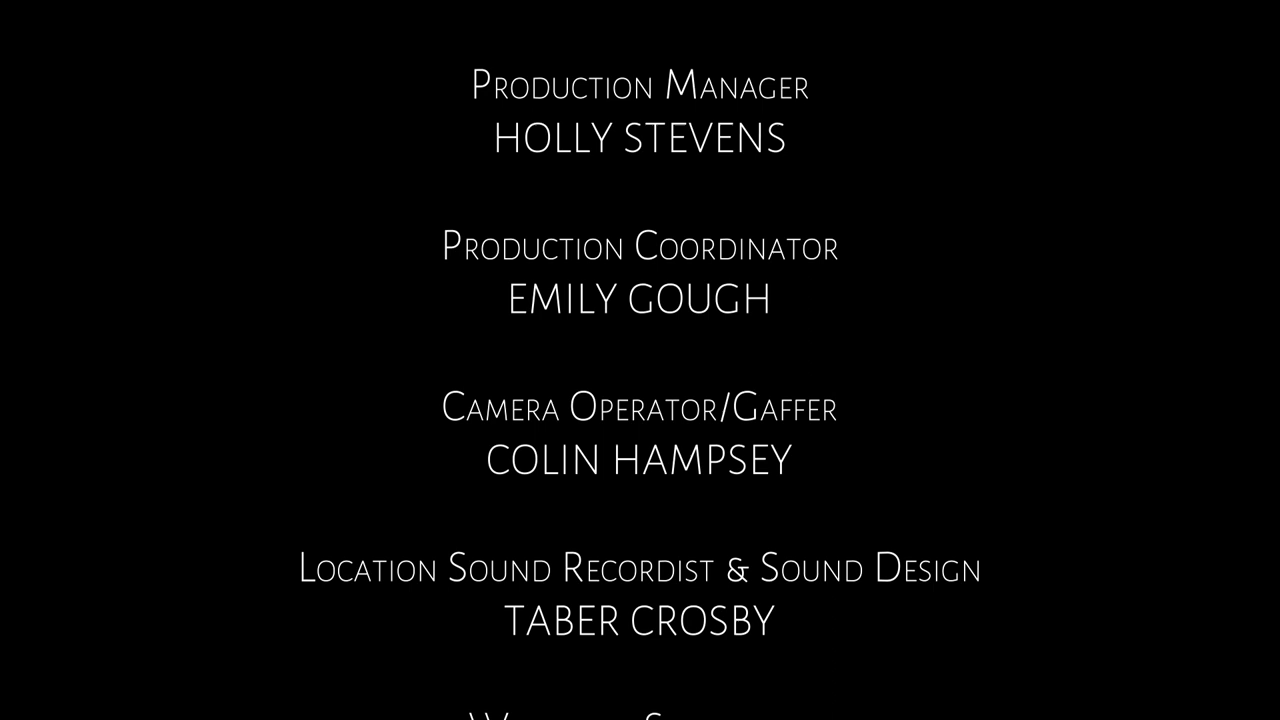 Production Manager
HOLLY STEVENS
Production Coordinator
EMILY GOUGH
Camera Operator/Gaffer
COLIN HAMPSEY
Location Sound Recordist & Sound Design
TABER CROSBY